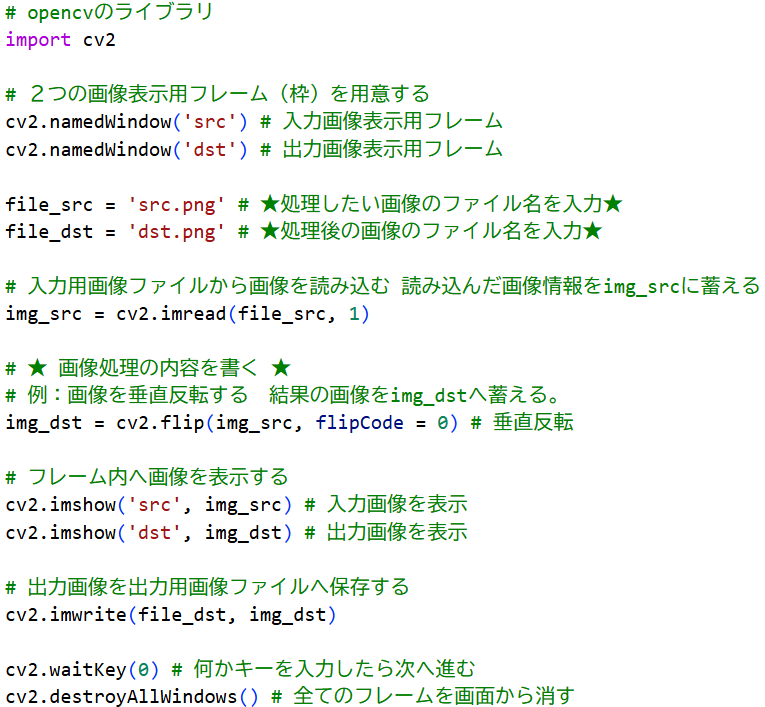 # opencvのライブラリ
import cv2
# ２つの画像表示用フレーム（枠）を用意する
cv2.namedWindow('src') # 入力画像表示用フレーム
cv2.namedWindow('dst') # 出力画像表示用フレーム
file_src = 'src.png' # ★処理したい画像のファイル名を入力★
file_dst = 'dst.png' # ★処理後の画像のファイル名を入力★
# 入力用画像ファイルから画像を読み込む 読み込んだ画像情報をimg_srcに蓄える
img_src = cv2.imread(file_src, 1)
# ★ 画像処理の内容を書く ★
# 例：画像を垂直反転する　結果の画像をimg_dstへ蓄える。
img_dst = cv2.flip(img_src, flipCode = 0) # 垂直反転
# フレーム内へ画像を表示する
cv2.imshow('src', img_src) # 入力画像を表示
cv2.imshow('dst', img_dst) # 出力画像を表示
# 出力画像を出力用画像ファイルへ保存する
cv2.imwrite(file_dst, img_dst)
cv2.waitKey(0) # 何かキーを入力したら次へ進む
cv2.destroyAllWindows() # 全てのフレームを画面から消す